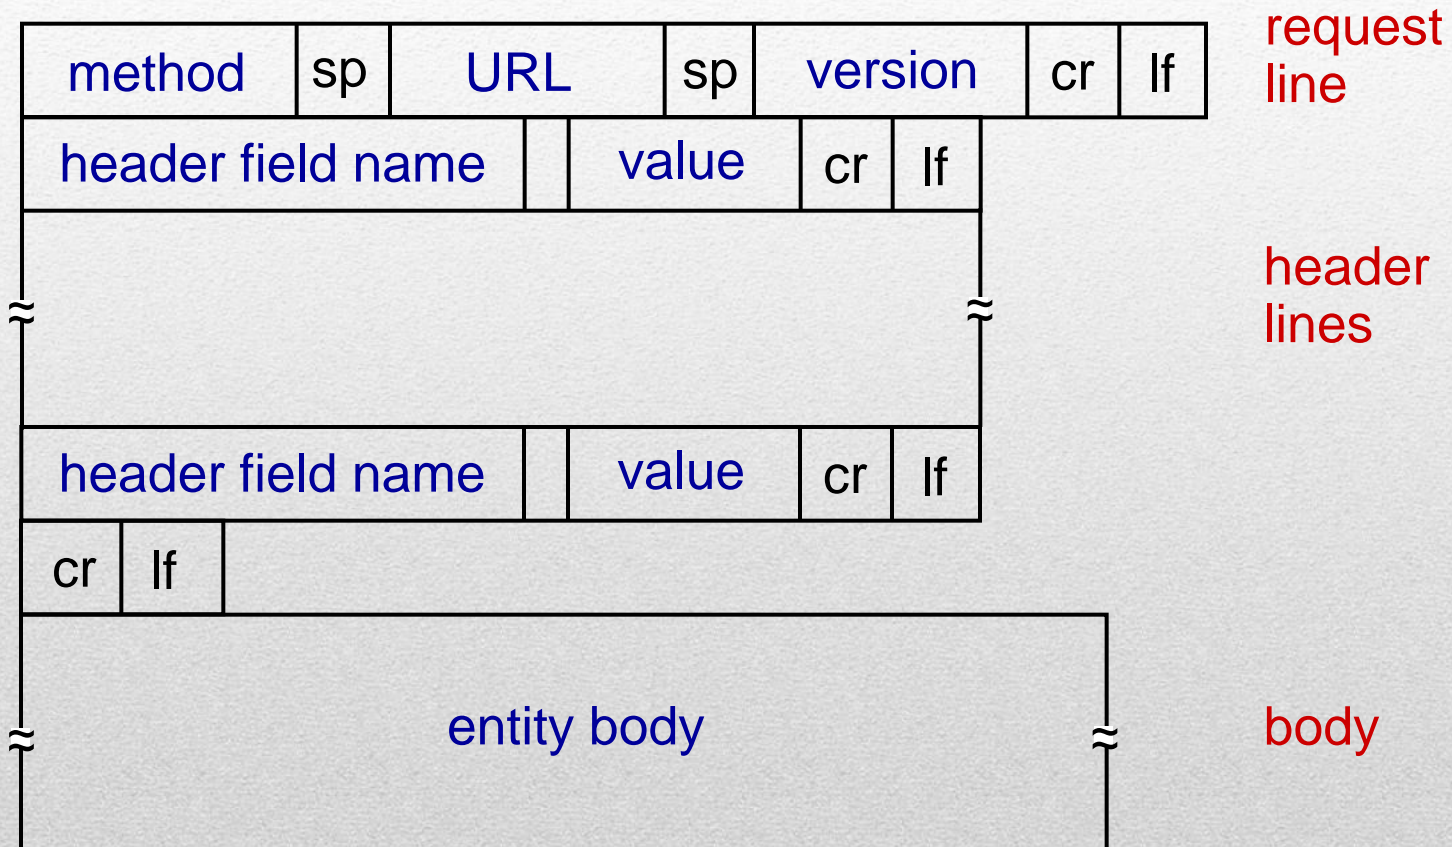 method sp URL sp version cr lf request
line
header field name value cr lf
header
lines
≈ ≈
header field name value cr lf
cr lf
≈ entity body ≈ body